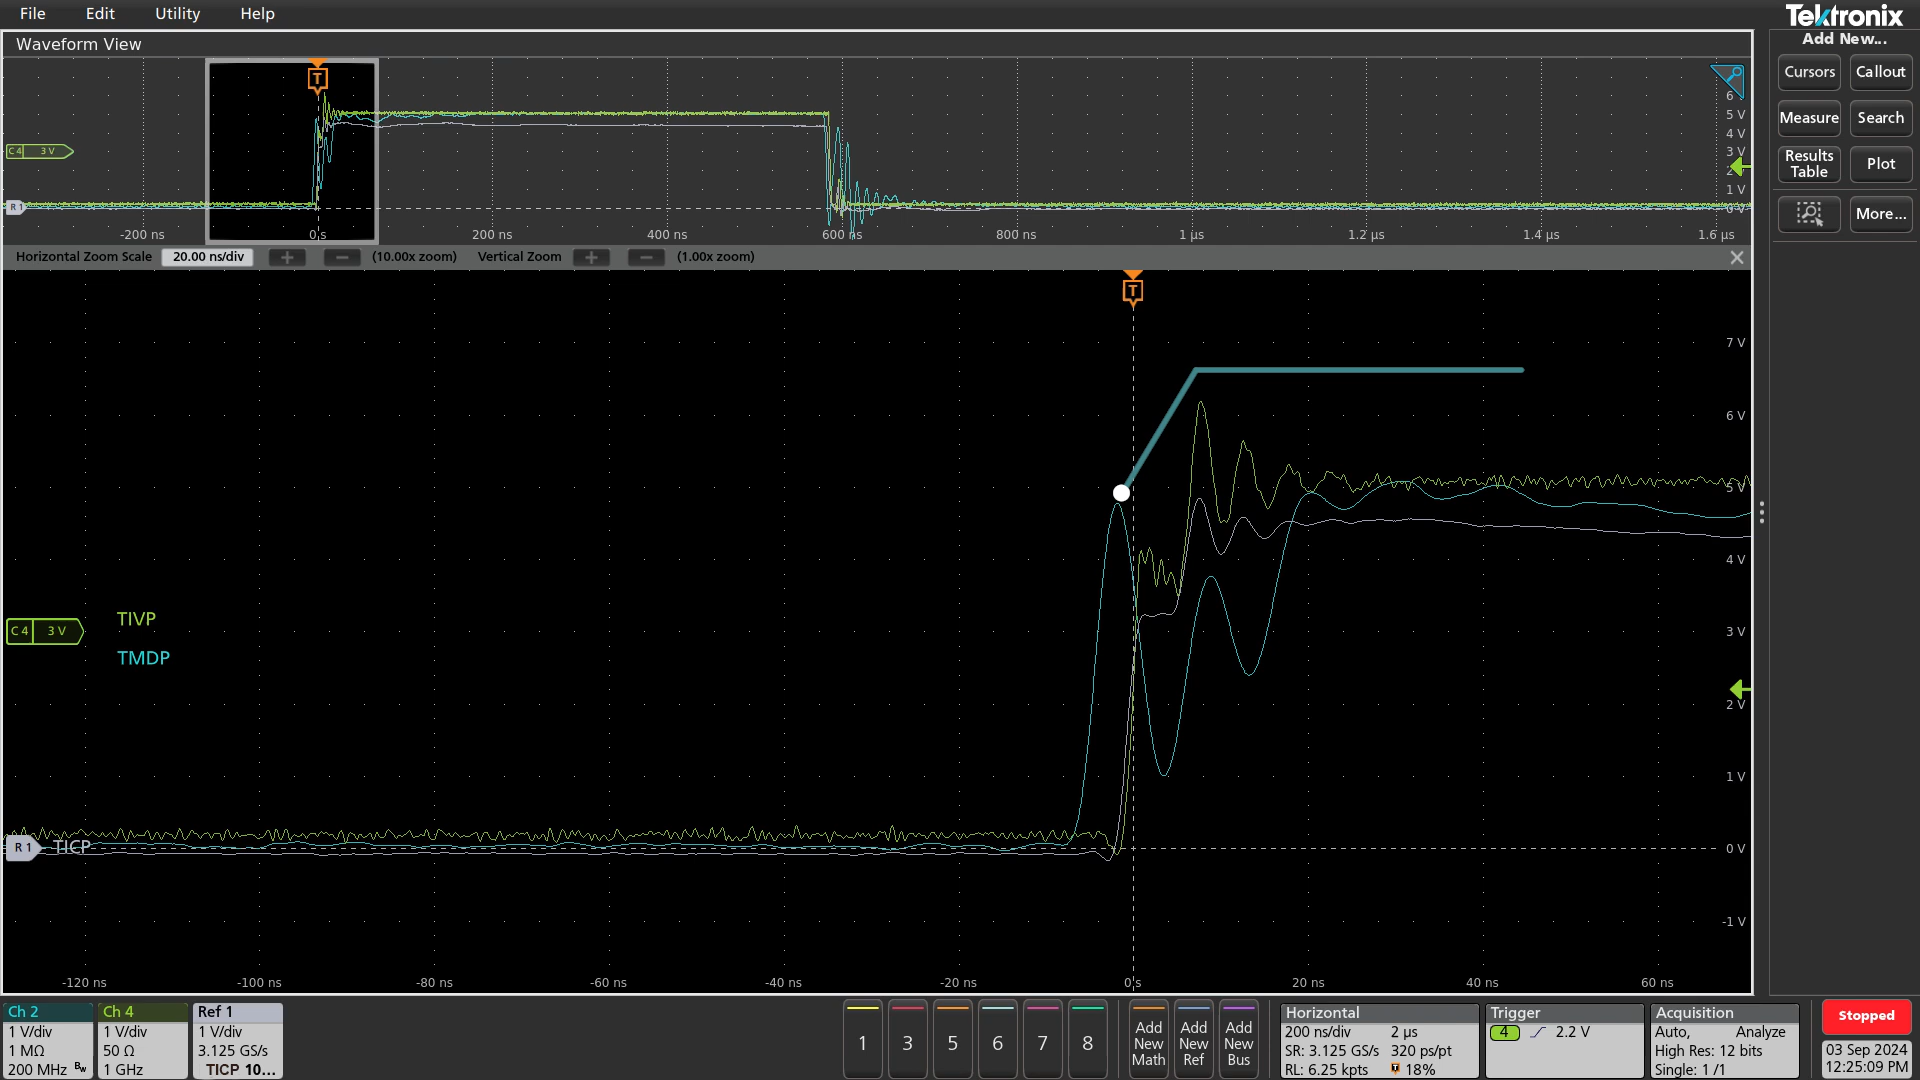 File Edit Utility Help
Tektronix
Waveform View
Add New...
Cursors Callout
Measure Search
Results Table Plot
More...
T
6
5 V
4 V
3 V
2
1 V
0 V
C 4 3 V
R 1
-200 ns 0 s 200 ns 400 ns 600 ns 800 ns 1 µs 1.2 µs 1.4 µs 1.6 µs
Horizontal Zoom Scale 20.00 ns/div + − (10.00x zoom) Vertical Zoom + − (1.00x zoom)
T
7 V
6 V
5 V
4 V
3 V
2 V
1 V
0 V
-1 V
TIVP
C 4 3 V
TMDP
R 1 TICP
-120 ns -100 ns -80 ns -60 ns -40 ns -20 ns 0 s 20 ns 40 ns 60 ns
Ch 2
1 V/div
1 MΩ
200 MHz Bw
Ch 4
1 V/div
50 Ω
1 GHz
Ref 1
1 V/div
3.125 GS/s
TICP 10...
1 3 5 6 7 8
Add New Math
Add New Ref
Add New Bus
Horizontal
200 ns/div 2 µs
SR: 3.125 GS/s 320 ps/pt
RL: 6.25 kpts T 18%
Trigger
4 2.2 V
Acquisition
Auto, Analyze
High Res: 12 bits
Single: 1 /1
Stopped
03 Sep 2024
12:25:09 PM